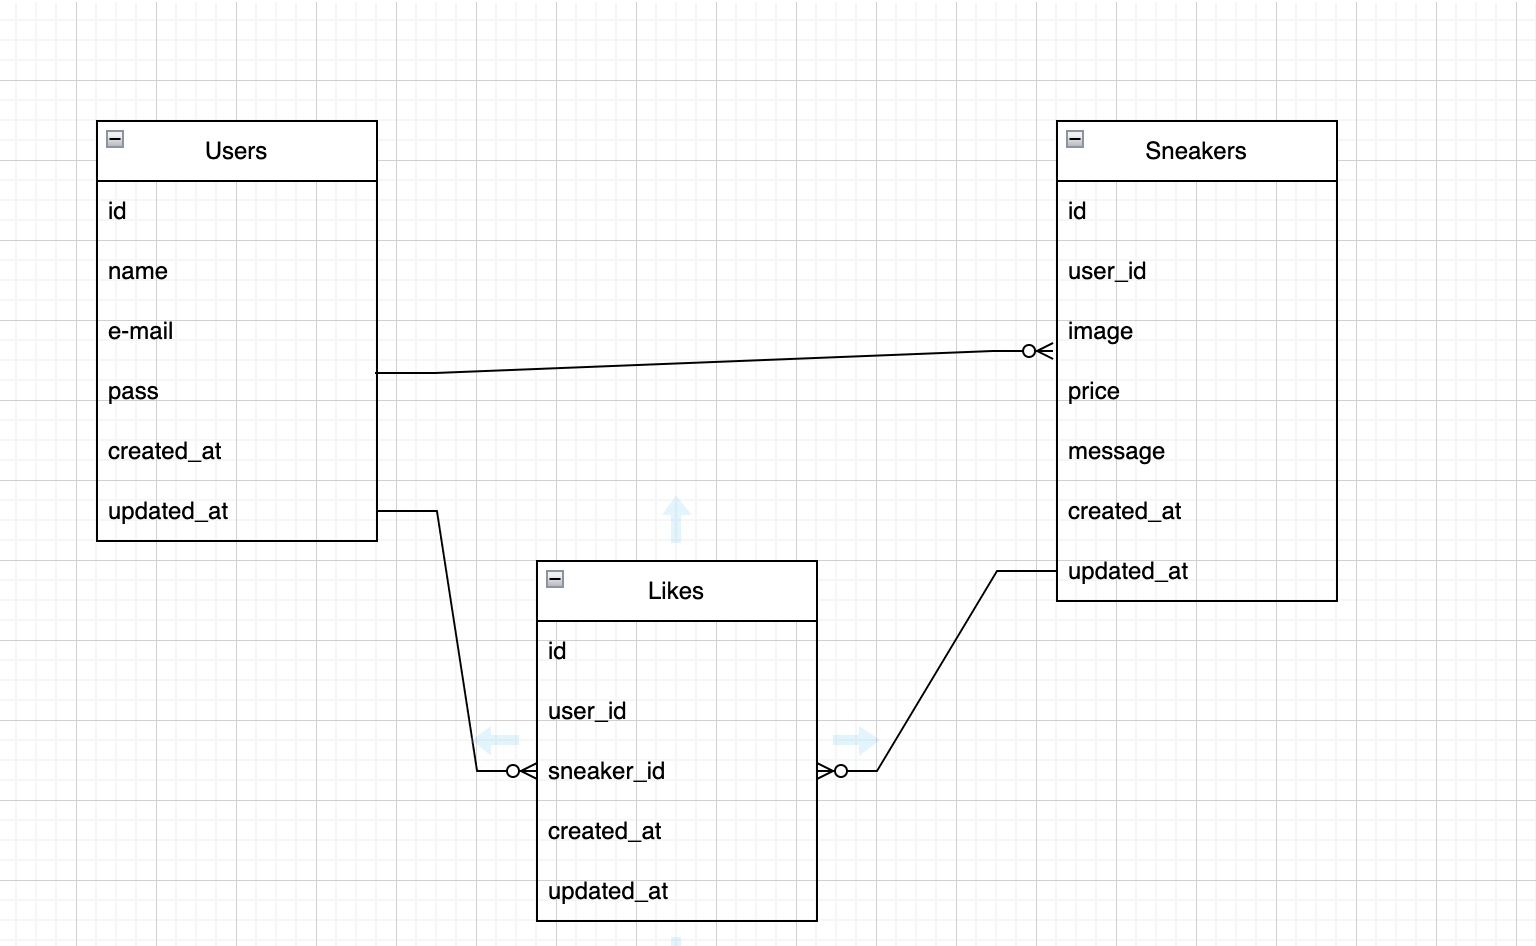 Users
id
name
e-mail
pass
created_at
updated_at
Sneakers
id
user_id
image
price
message
created_at
updated_at
Likes
id
user_id
sneaker_id
created_at
updated_at